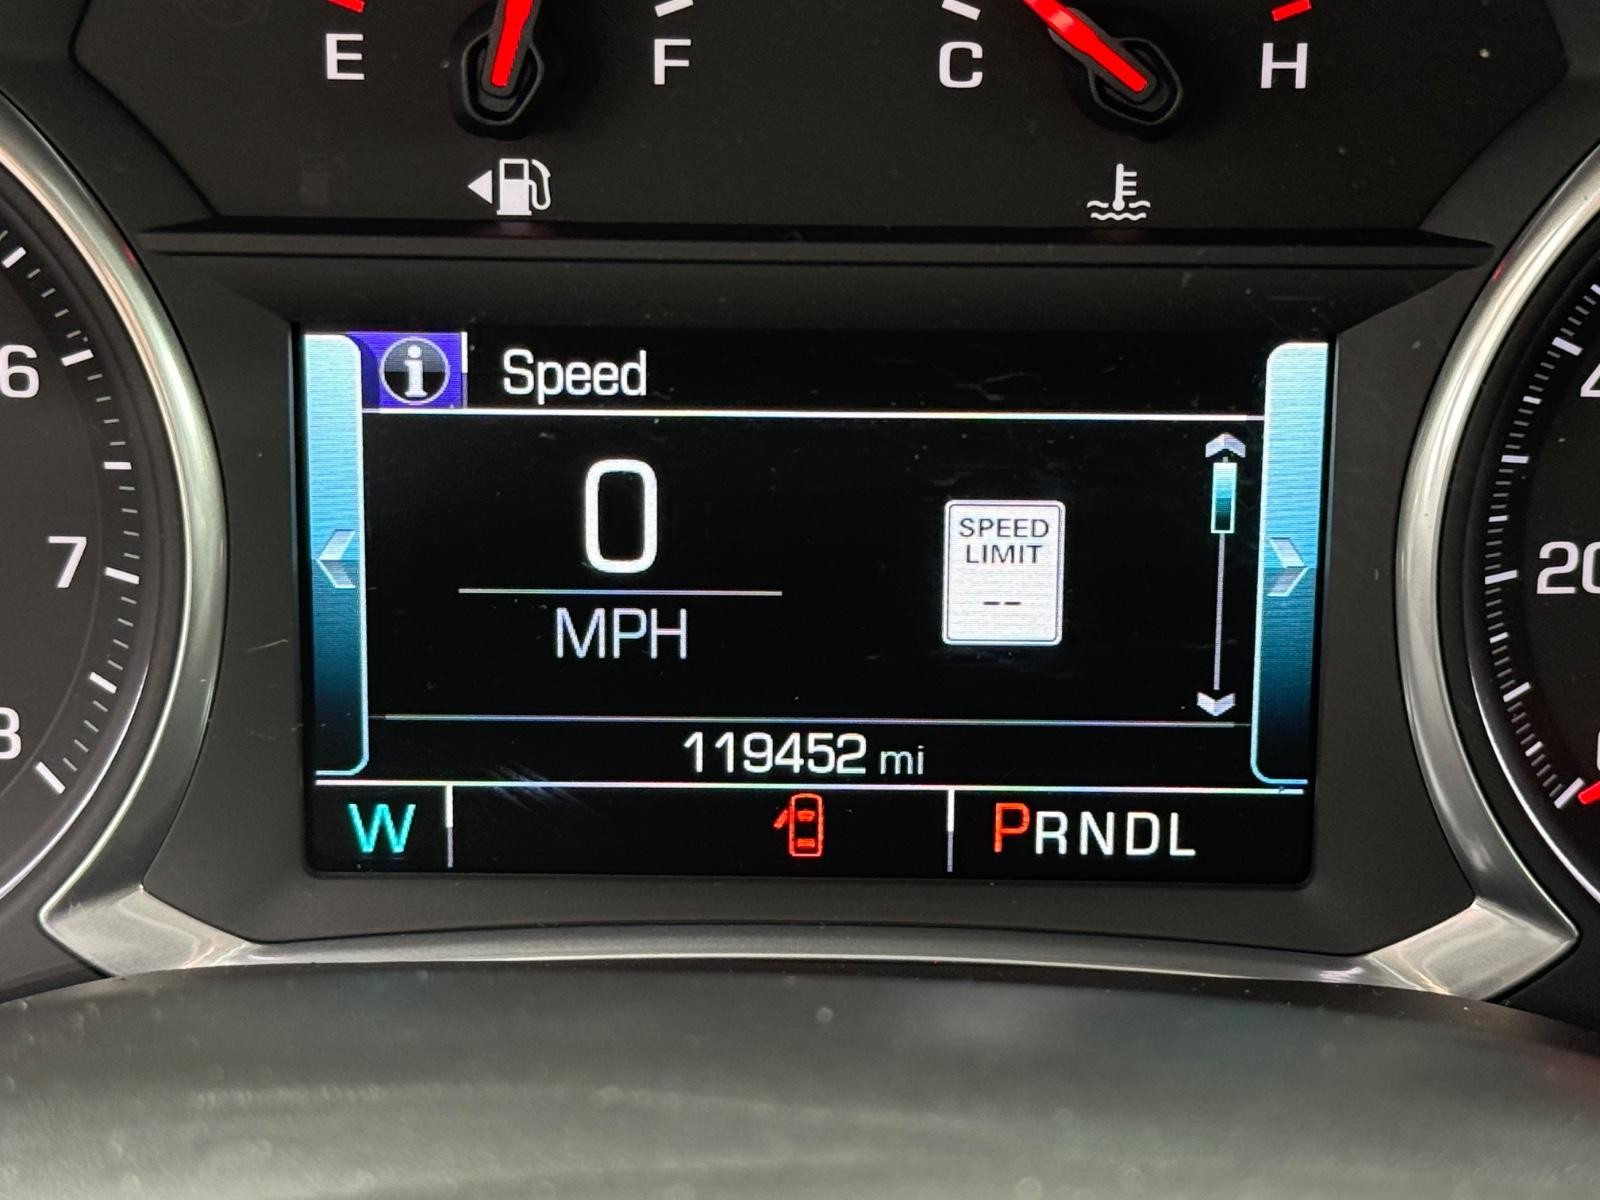 E F C H
Speed
6
0
SPEED
LIMIT
--
7
20
MPH
119452 mi
W PRNDL